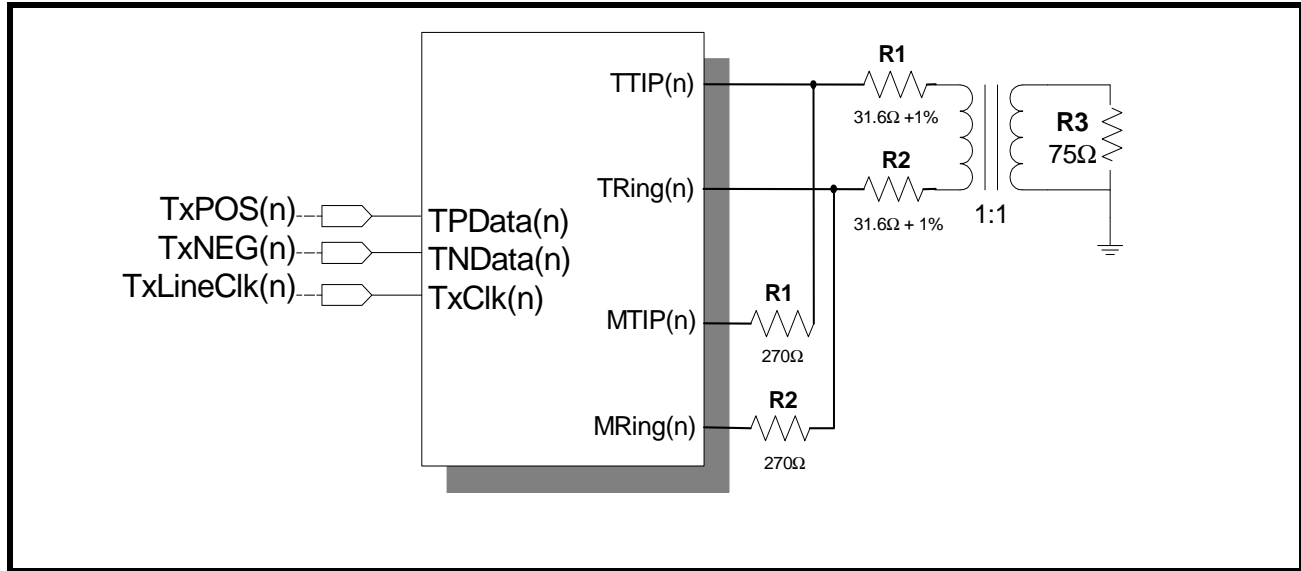 R1
TTIP(n)
31.6Ω +1%
R3
75Ω
R2
TRing(n)
31.6Ω + 1%
1:1
TxPOS(n)
TPData(n)
TxNEG(n)
TNData(n)
TxLineClk(n)
TxClk(n)
R1
MTIP(n)
270Ω
R2
MRing(n)
270Ω